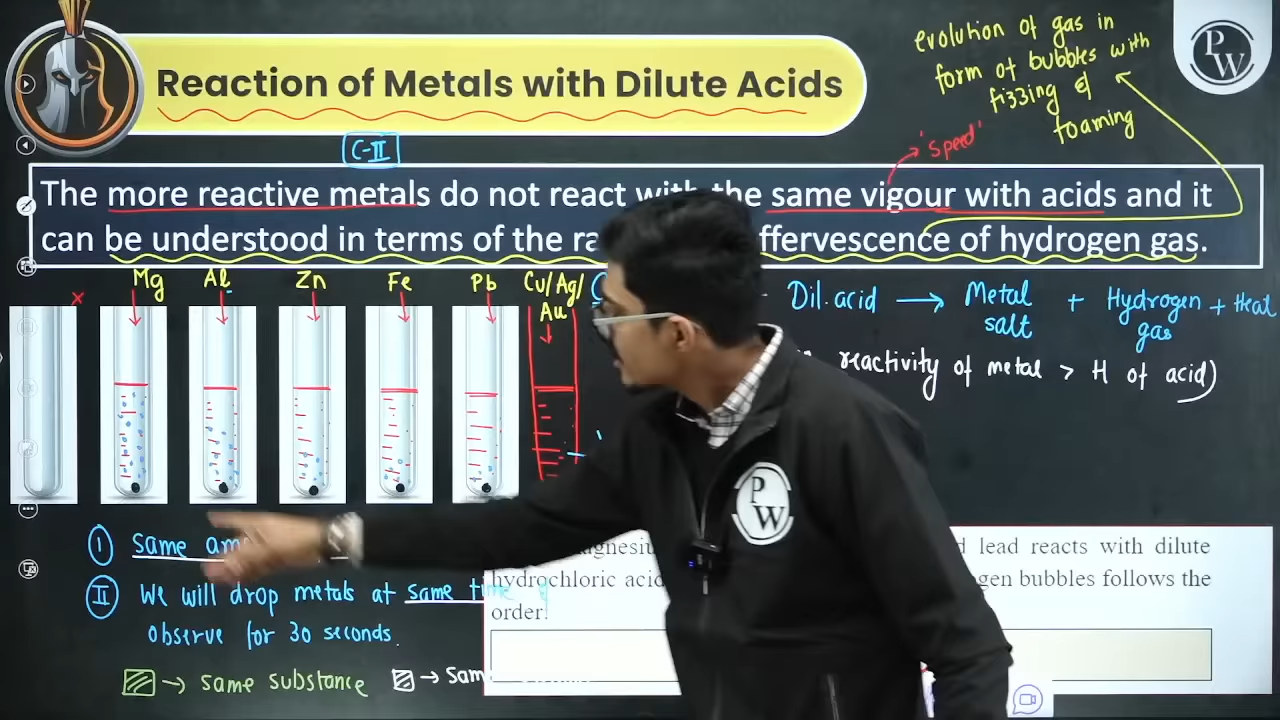 Reaction of Metals with Dilute Acids
evolution of gas in
form of bubbles with
fizzing &
foaming
PW
'speed'
C-II
The more reactive metals do not react with the same vigour with acids and it
can be understood in terms of the ra ffervescence of hydrogen gas.
x Mg Al Zn Fe Pb Cu/Ag/
Au
Dil. acid → Metal salt + Hydrogen gas + Heat
reactivity of metal > H of acid)
PW
I Same am
II We will drop metals at same time
observe for 30 seconds.
→ same substance → Sam
agnesiu d lead reacts with dilute
hydrochloric acid gen bubbles follows the
order: